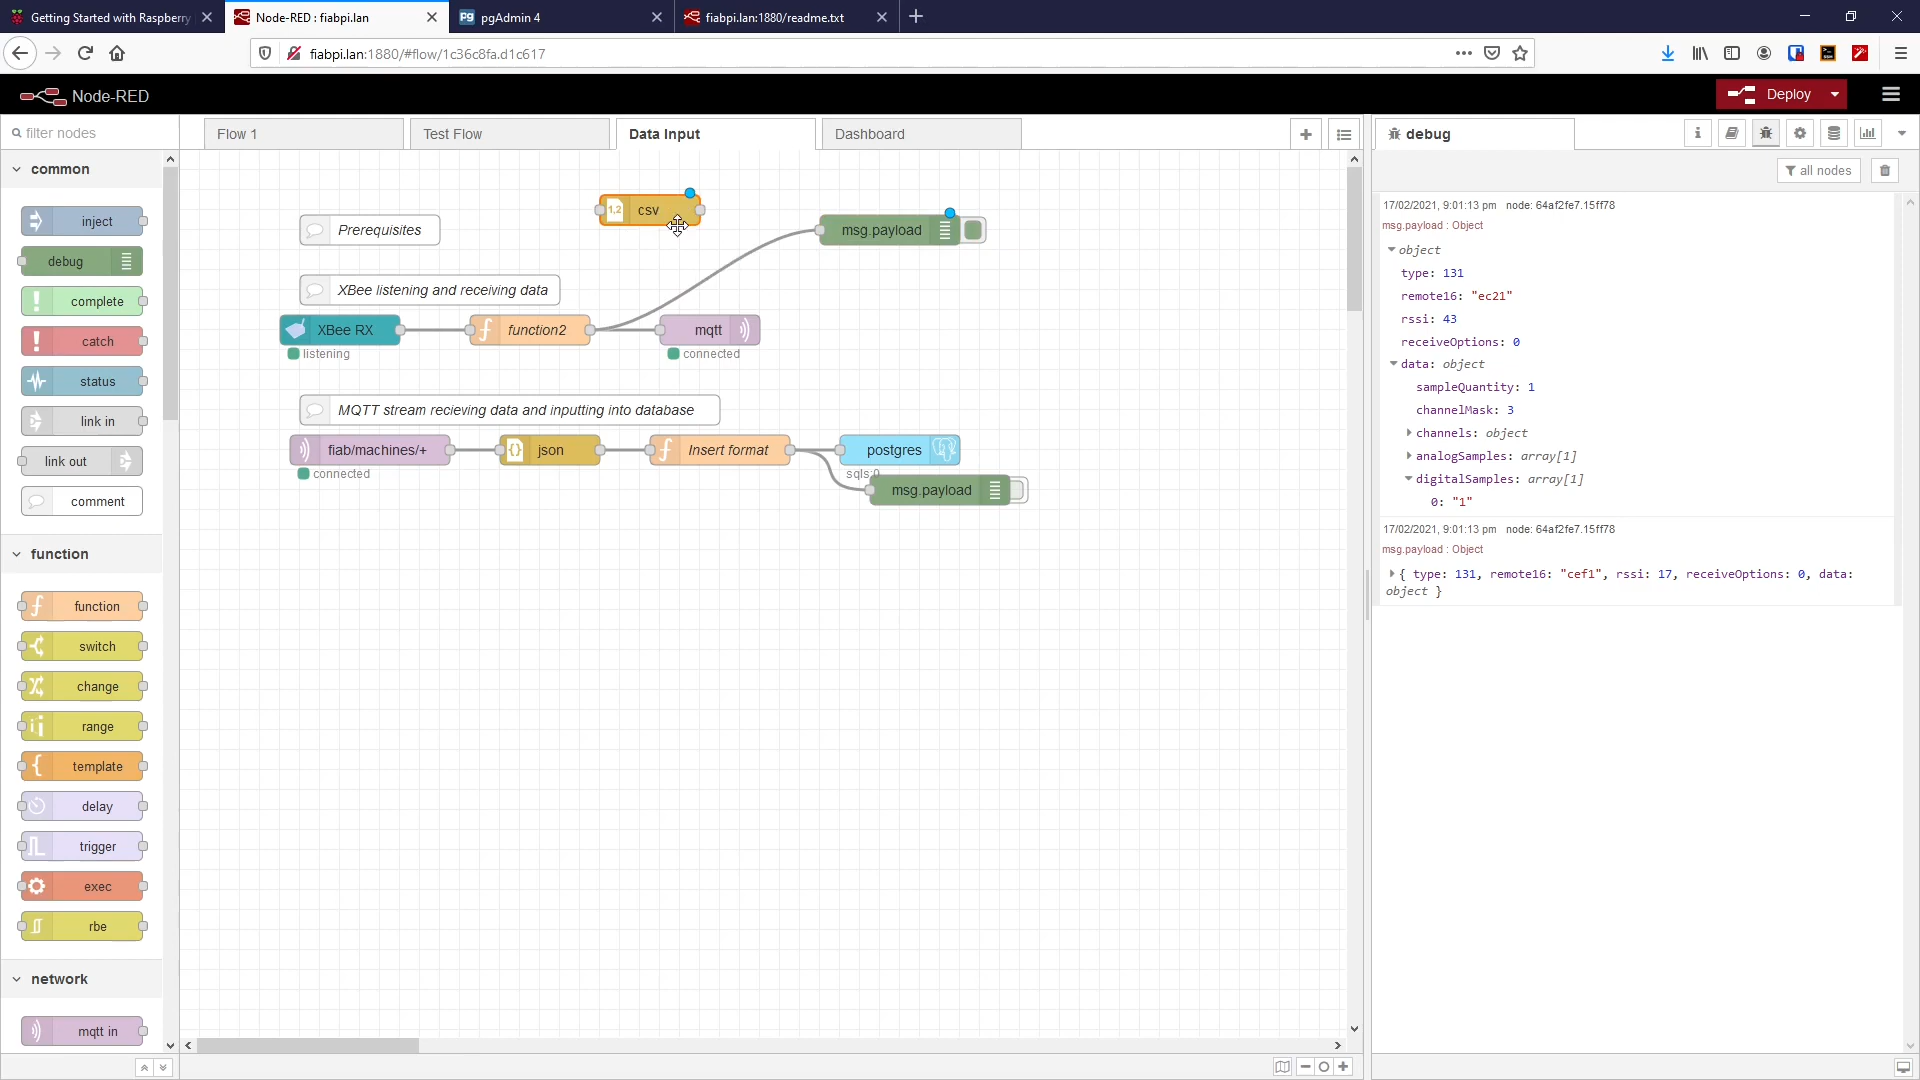 Getting Started with Raspberry
Node-RED : fiabpi.lan
pgAdmin 4
fiabpi.lan:1880/readme.txt
fiabpi.lan:1880/#flow/1c36c8fa.d1c617
Node-RED
Deploy
filter nodes
Flow 1
Test Flow
Data Input
Dashboard
debug
all nodes
common
inject
debug
complete
catch
status
link in
link out
comment
function
function
switch
change
range
template
delay
trigger
exec
rbe
network
mqtt in
1,2 csv
Prerequisites
msg.payload
XBee listening and receiving data
XBee RX
function2
mqtt
listening
connected
MQTT stream recieving data and inputting into database
fiab/machines/+
json
Insert format
postgres
connected
sqls:0
msg.payload
17/02/2021, 9:01:13 pm node: 64af2fe7.15ff78
msg.payload : Object
object
type: 131
remote16: "ec21"
rssi: 43
receiveOptions: 0
data: object
sampleQuantity: 1
channelMask: 3
channels: object
analogSamples: array[1]
digitalSamples: array[1]
0: "1"
17/02/2021, 9:01:13 pm node: 64af2fe7.15ff78
msg.payload : Object
{ type: 131, remote16: "cef1", rssi: 17, receiveOptions: 0, data:
object }